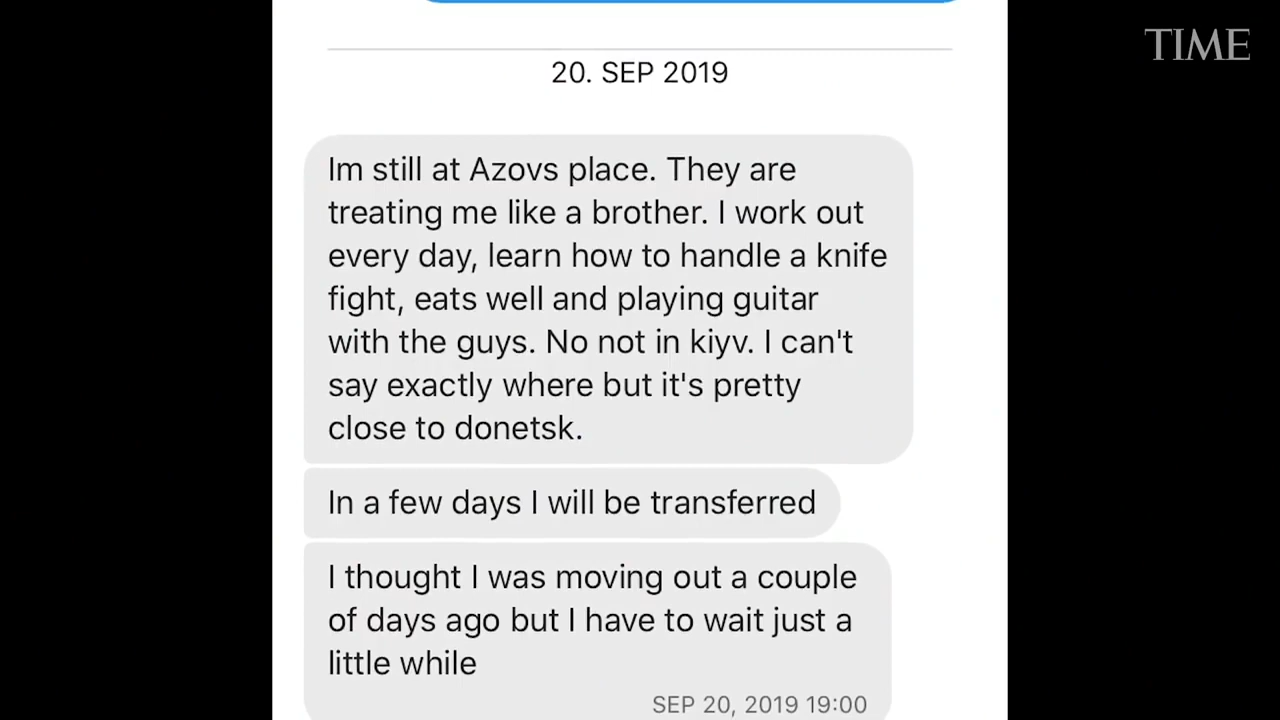 TIME
20. SEP 2019
Im still at Azovs place. They are
treating me like a brother. I work out
every day, learn how to handle a knife
fight, eats well and playing guitar
with the guys. No not in kiyv. I can't
say exactly where but it's pretty
close to donetsk.
In a few days I will be transferred
I thought I was moving out a couple
of days ago but I have to wait just a
little while
SEP 20, 2019 19:00